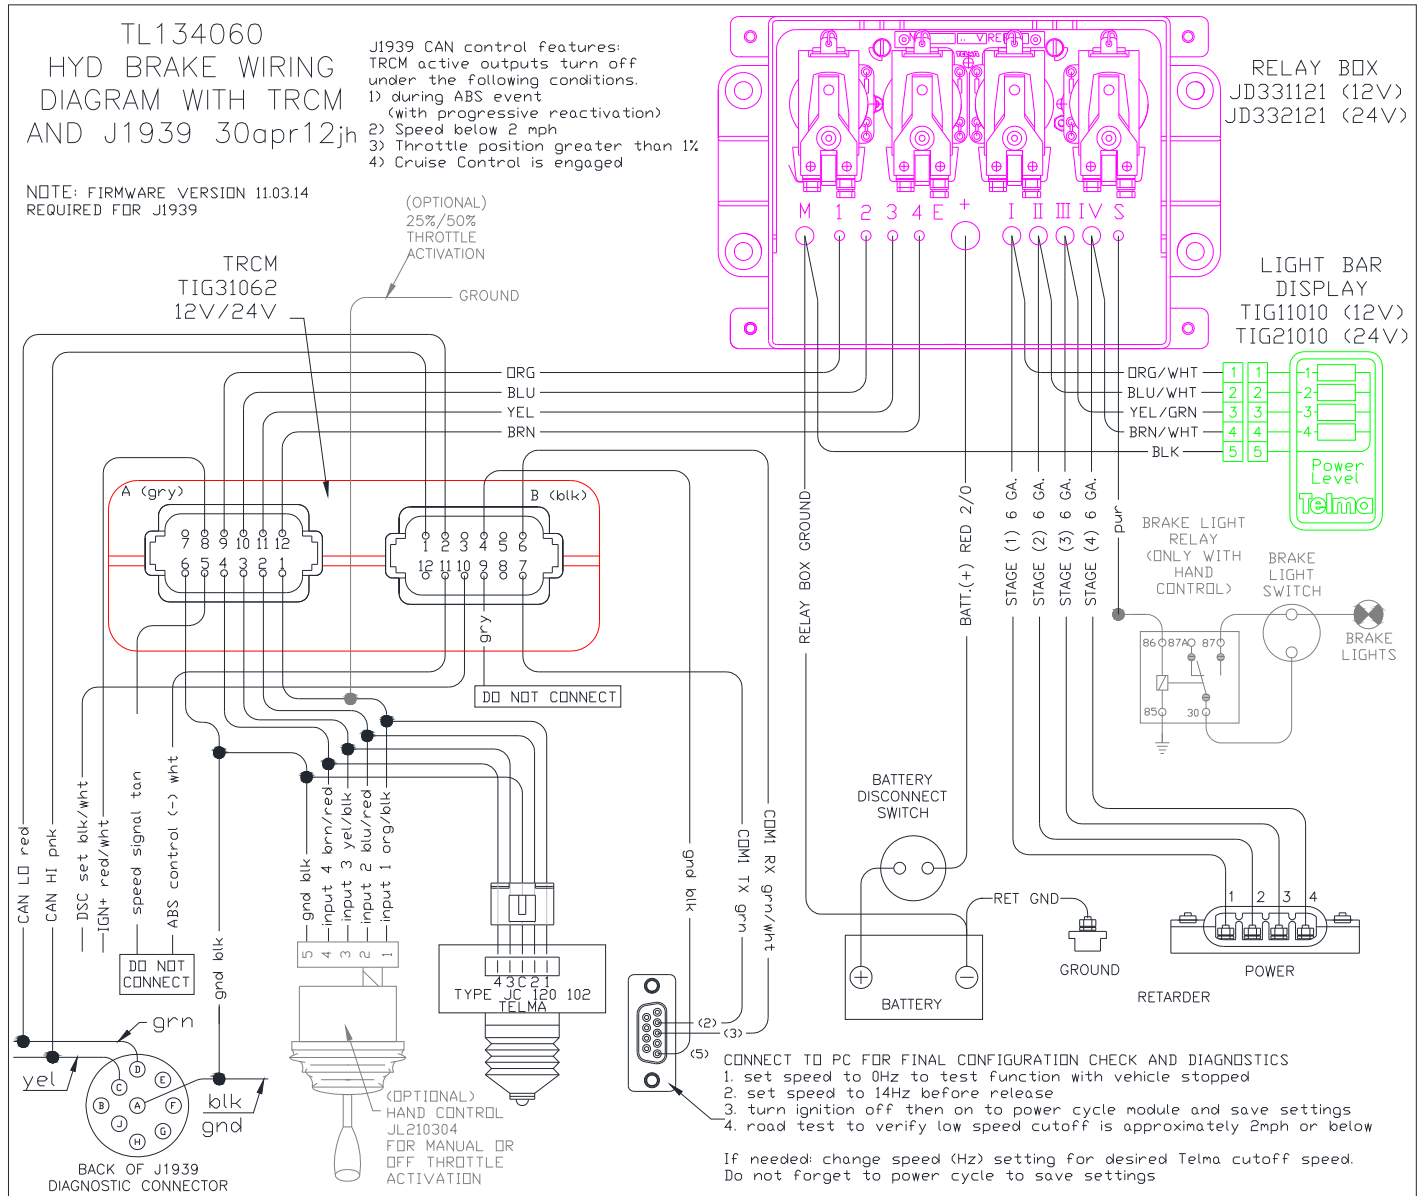 TL134060
HYD BRAKE WIRING
DIAGRAM WITH TRCM
AND J1939 30apr12jh
NOTE: FIRMWARE VERSION 11.03.14
REQUIRED FOR J1939
J1939 CAN control features:
TRCM active outputs turn off
under the following conditions.
1) during ABS event
(with progressive reactivation)
2) Speed below 2 mph
3) Throttle position greater than 1%
4) Cruise Control is engaged
RELAY BOX
JD331121 (12V)
JD332121 (24V)
TELMA
M 1 2 3 4 E + I II III IV S
(OPTIONAL)
25%/50%
THROTTLE
ACTIVATION
GROUND
TRCM
TIG31062
12V/24V
LIGHT BAR
DISPLAY
TIG11010 (12V)
TIG21010 (24V)
ORG
BLU
YEL
BRN
ORG/WHT 1 1 1
BLU/WHT 2 2 2
YEL/GRN 3 3 3
BRN/WHT 4 4 4
BLK 5 5
Power
Level
Telma
A (gry)
7 8 9 10 11 12
6 5 4 3 2 1
B (blk)
1 2 3 4 5 6
12 11 10 9 8 7
gry
DO NOT CONNECT
RELAY BOX GROUND
BATT.(+) RED 2/0
STAGE (1) 6 GA.
STAGE (2) 6 GA.
STAGE (3) 6 GA.
STAGE (4) 6 GA.
pur
BRAKE LIGHT
RELAY
(ONLY WITH
HAND
CONTROL)
BRAKE
LIGHT
SWITCH
BRAKE
LIGHTS
86 87A 87
85 30
CAN LO red
CAN HI pnk
DSC set blk/wht
IGN+ red/wht
speed signal tan
ABS control (-) wht
gnd blk
DO NOT
CONNECT
gnd blk
input 4 brn/red
input 3 yel/blk
input 2 blu/red
input 1 org/blk
5 4 3 2 1
4 3 C 2 1
TYPE JC 120 102
TELMA
gnd blk
COM1 TX grn
COM1 RX grn/wht
(2)
(3)
(5)
BATTERY
DISCONNECT
SWITCH
RET GND
+ −
BATTERY
GROUND
1 2 3 4
POWER
RETARDER
grn
yel
blk
gnd
A B C D E F G H J
BACK OF J1939
DIAGNOSTIC CONNECTOR
(OPTIONAL)
HAND CONTROL
JL210304
FOR MANUAL OR
OFF THROTTLE
ACTIVATION
CONNECT TO PC FOR FINAL CONFIGURATION CHECK AND DIAGNOSTICS
1. set speed to 0Hz to test function with vehicle stopped
2. set speed to 14Hz before release
3. turn ignition off then on to power cycle module and save settings
4. road test to verify low speed cutoff is approximately 2mph or below
If needed: change speed (Hz) setting for desired Telma cutoff speed.
Do not forget to power cycle to save settings